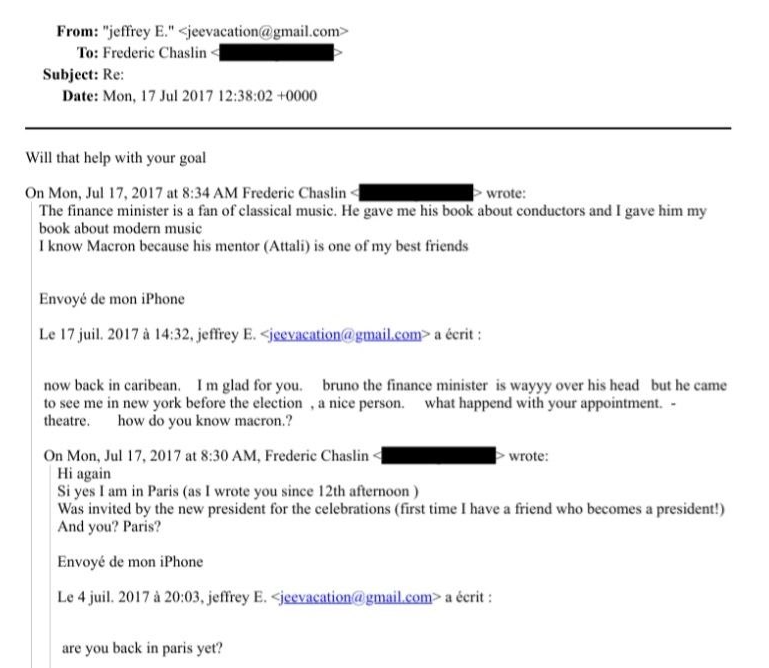 From: "jeffrey E." <jeevacation@gmail.com>
To: Frederic Chaslin < >
Subject: Re:
Date: Mon, 17 Jul 2017 12:38:02 +0000
Will that help with your goal
On Mon, Jul 17, 2017 at 8:34 AM Frederic Chaslin < > wrote:
The finance minister is a fan of classical music. He gave me his book about conductors and I gave him my
book about modern music
I know Macron because his mentor (Attali) is one of my best friends
Envoyé de mon iPhone
Le 17 juil. 2017 à 14:32, jeffrey E. <jeevacation@gmail.com> a écrit :
now back in caribean. I m glad for you. bruno the finance minister is wayyy over his head but he came
to see me in new york before the election , a nice person. what happend with your appointment. -
theatre. how do you know macron.?
On Mon, Jul 17, 2017 at 8:30 AM, Frederic Chaslin < > wrote:
Hi again
Si yes I am in Paris (as I wrote you since 12th afternoon )
Was invited by the new president for the celebrations (first time I have a friend who becomes a president!)
And you? Paris?
Envoyé de mon iPhone
Le 4 juil. 2017 à 20:03, jeffrey E. <jeevacation@gmail.com> a écrit :
are you back in paris yet?